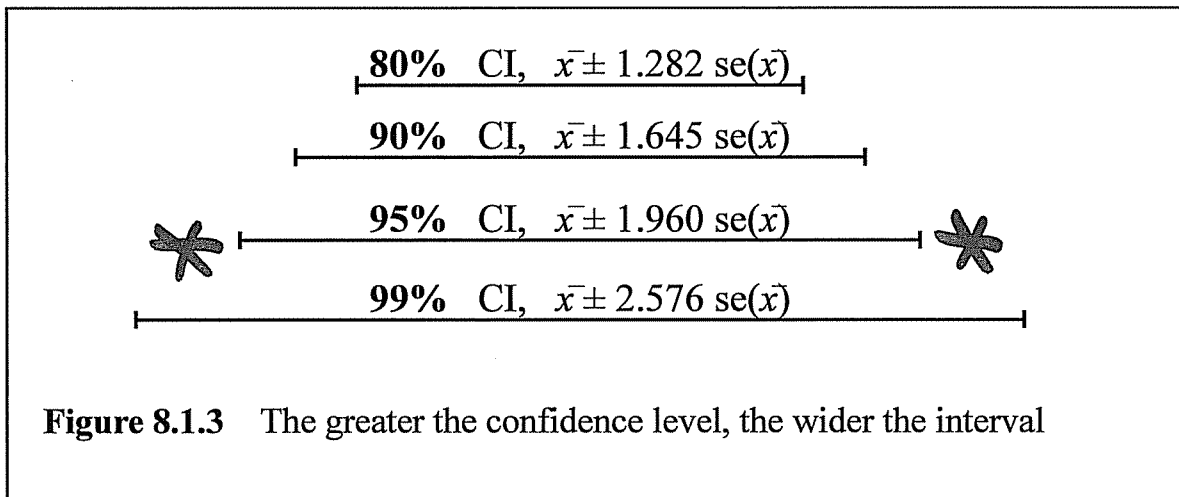 80% CI, x̄ ± 1.282 se(x̄)
90% CI, x̄ ± 1.645 se(x̄)
95% CI, x̄ ± 1.960 se(x̄)
99% CI, x̄ ± 2.576 se(x̄)
Figure 8.1.3 The greater the confidence level, the wider the interval